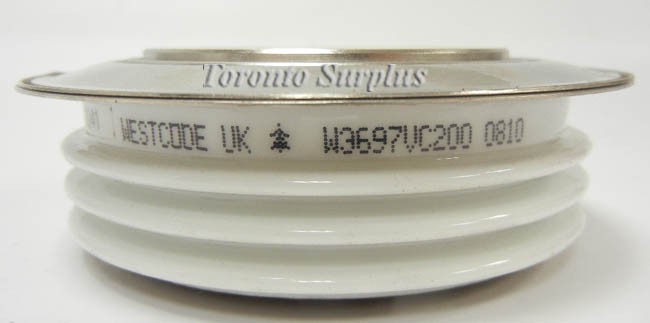 Toronto Surplus
WESTCODE UK W3697VC200 0810